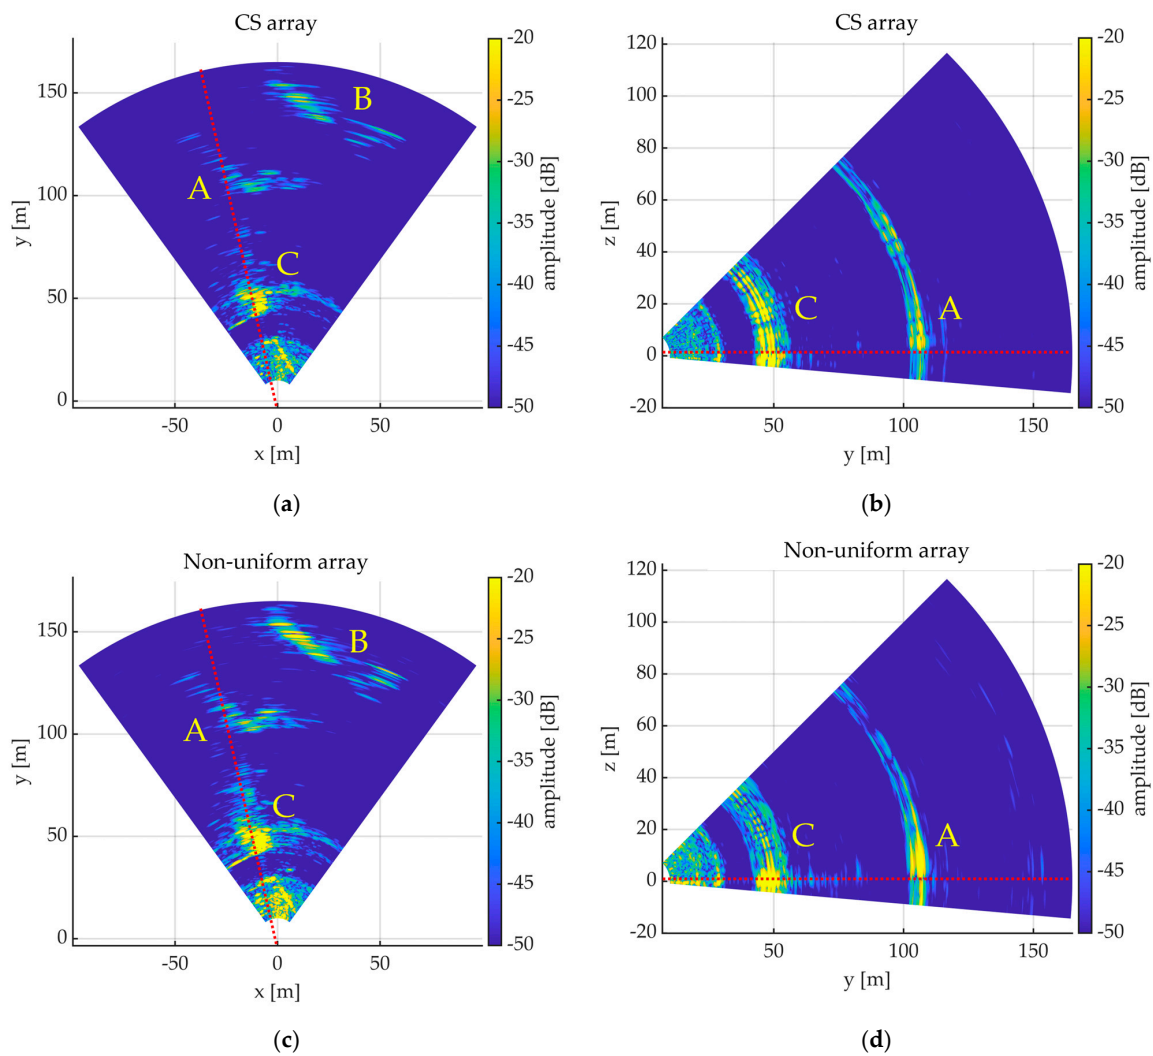 CS array
150
100
50
0
y [m]
-50
0
50
x [m]
A
B
C
-20
-25
-30
-35
-40
-45
-50
amplitude [dB]
(a)
CS array
120
100
80
60
40
20
0
-20
z [m]
50
100
150
y [m]
C
A
-20
-25
-30
-35
-40
-45
-50
amplitude [dB]
(b)
Non-uniform array
150
100
50
0
y [m]
-50
0
50
x [m]
A
B
C
-20
-25
-30
-35
-40
-45
-50
amplitude [dB]
(c)
Non-uniform array
120
100
80
60
40
20
0
-20
z [m]
50
100
150
y [m]
C
A
-20
-25
-30
-35
-40
-45
-50
amplitude [dB]
(d)